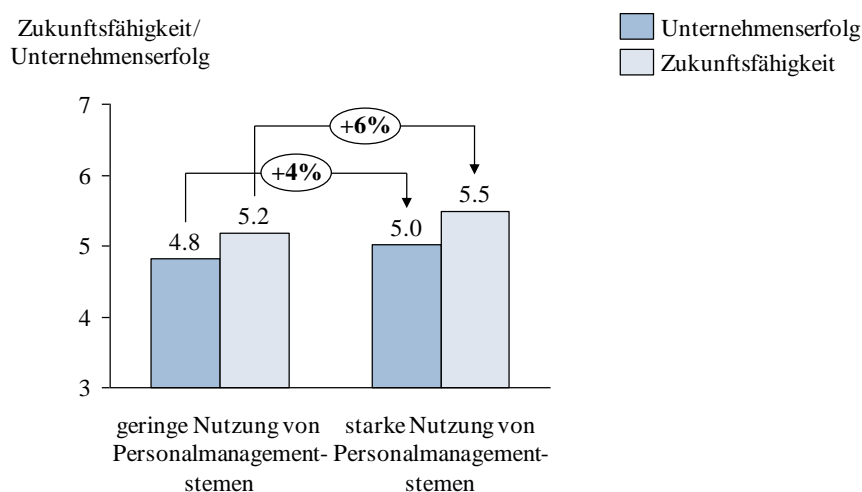 Zukunftsfähigkeit/
Unternehmenserfolg
Unternehmenserfolg
Zukunftsfähigkeit
7
+6%
6
+4%
5.5
5.2
5.0
4.8
5
4
3
geringe Nutzung von
Personalmanagement-
stemen
starke Nutzung von
Personalmanagement-
stemen